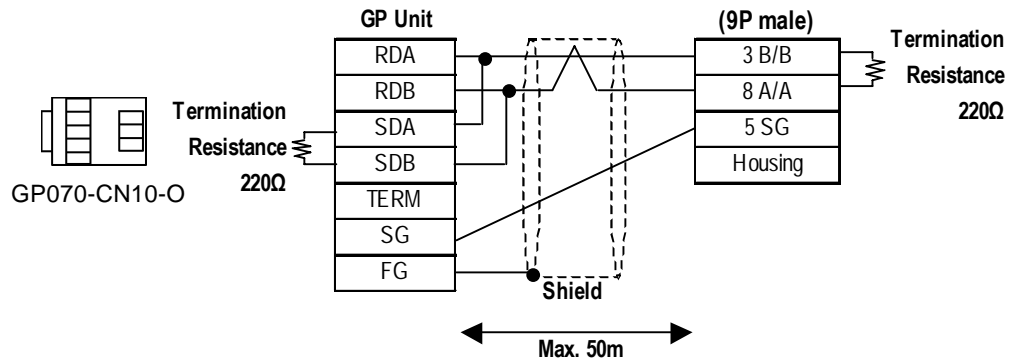 GP Unit
(9P male)
RDA
RDB
SDA
SDB
TERM
SG
FG
3 B/B
8 A/A
5 SG
Housing
Termination
Resistance
220Ω
Termination
Resistance
220Ω
GP070-CN10-O
Shield
Max. 50m